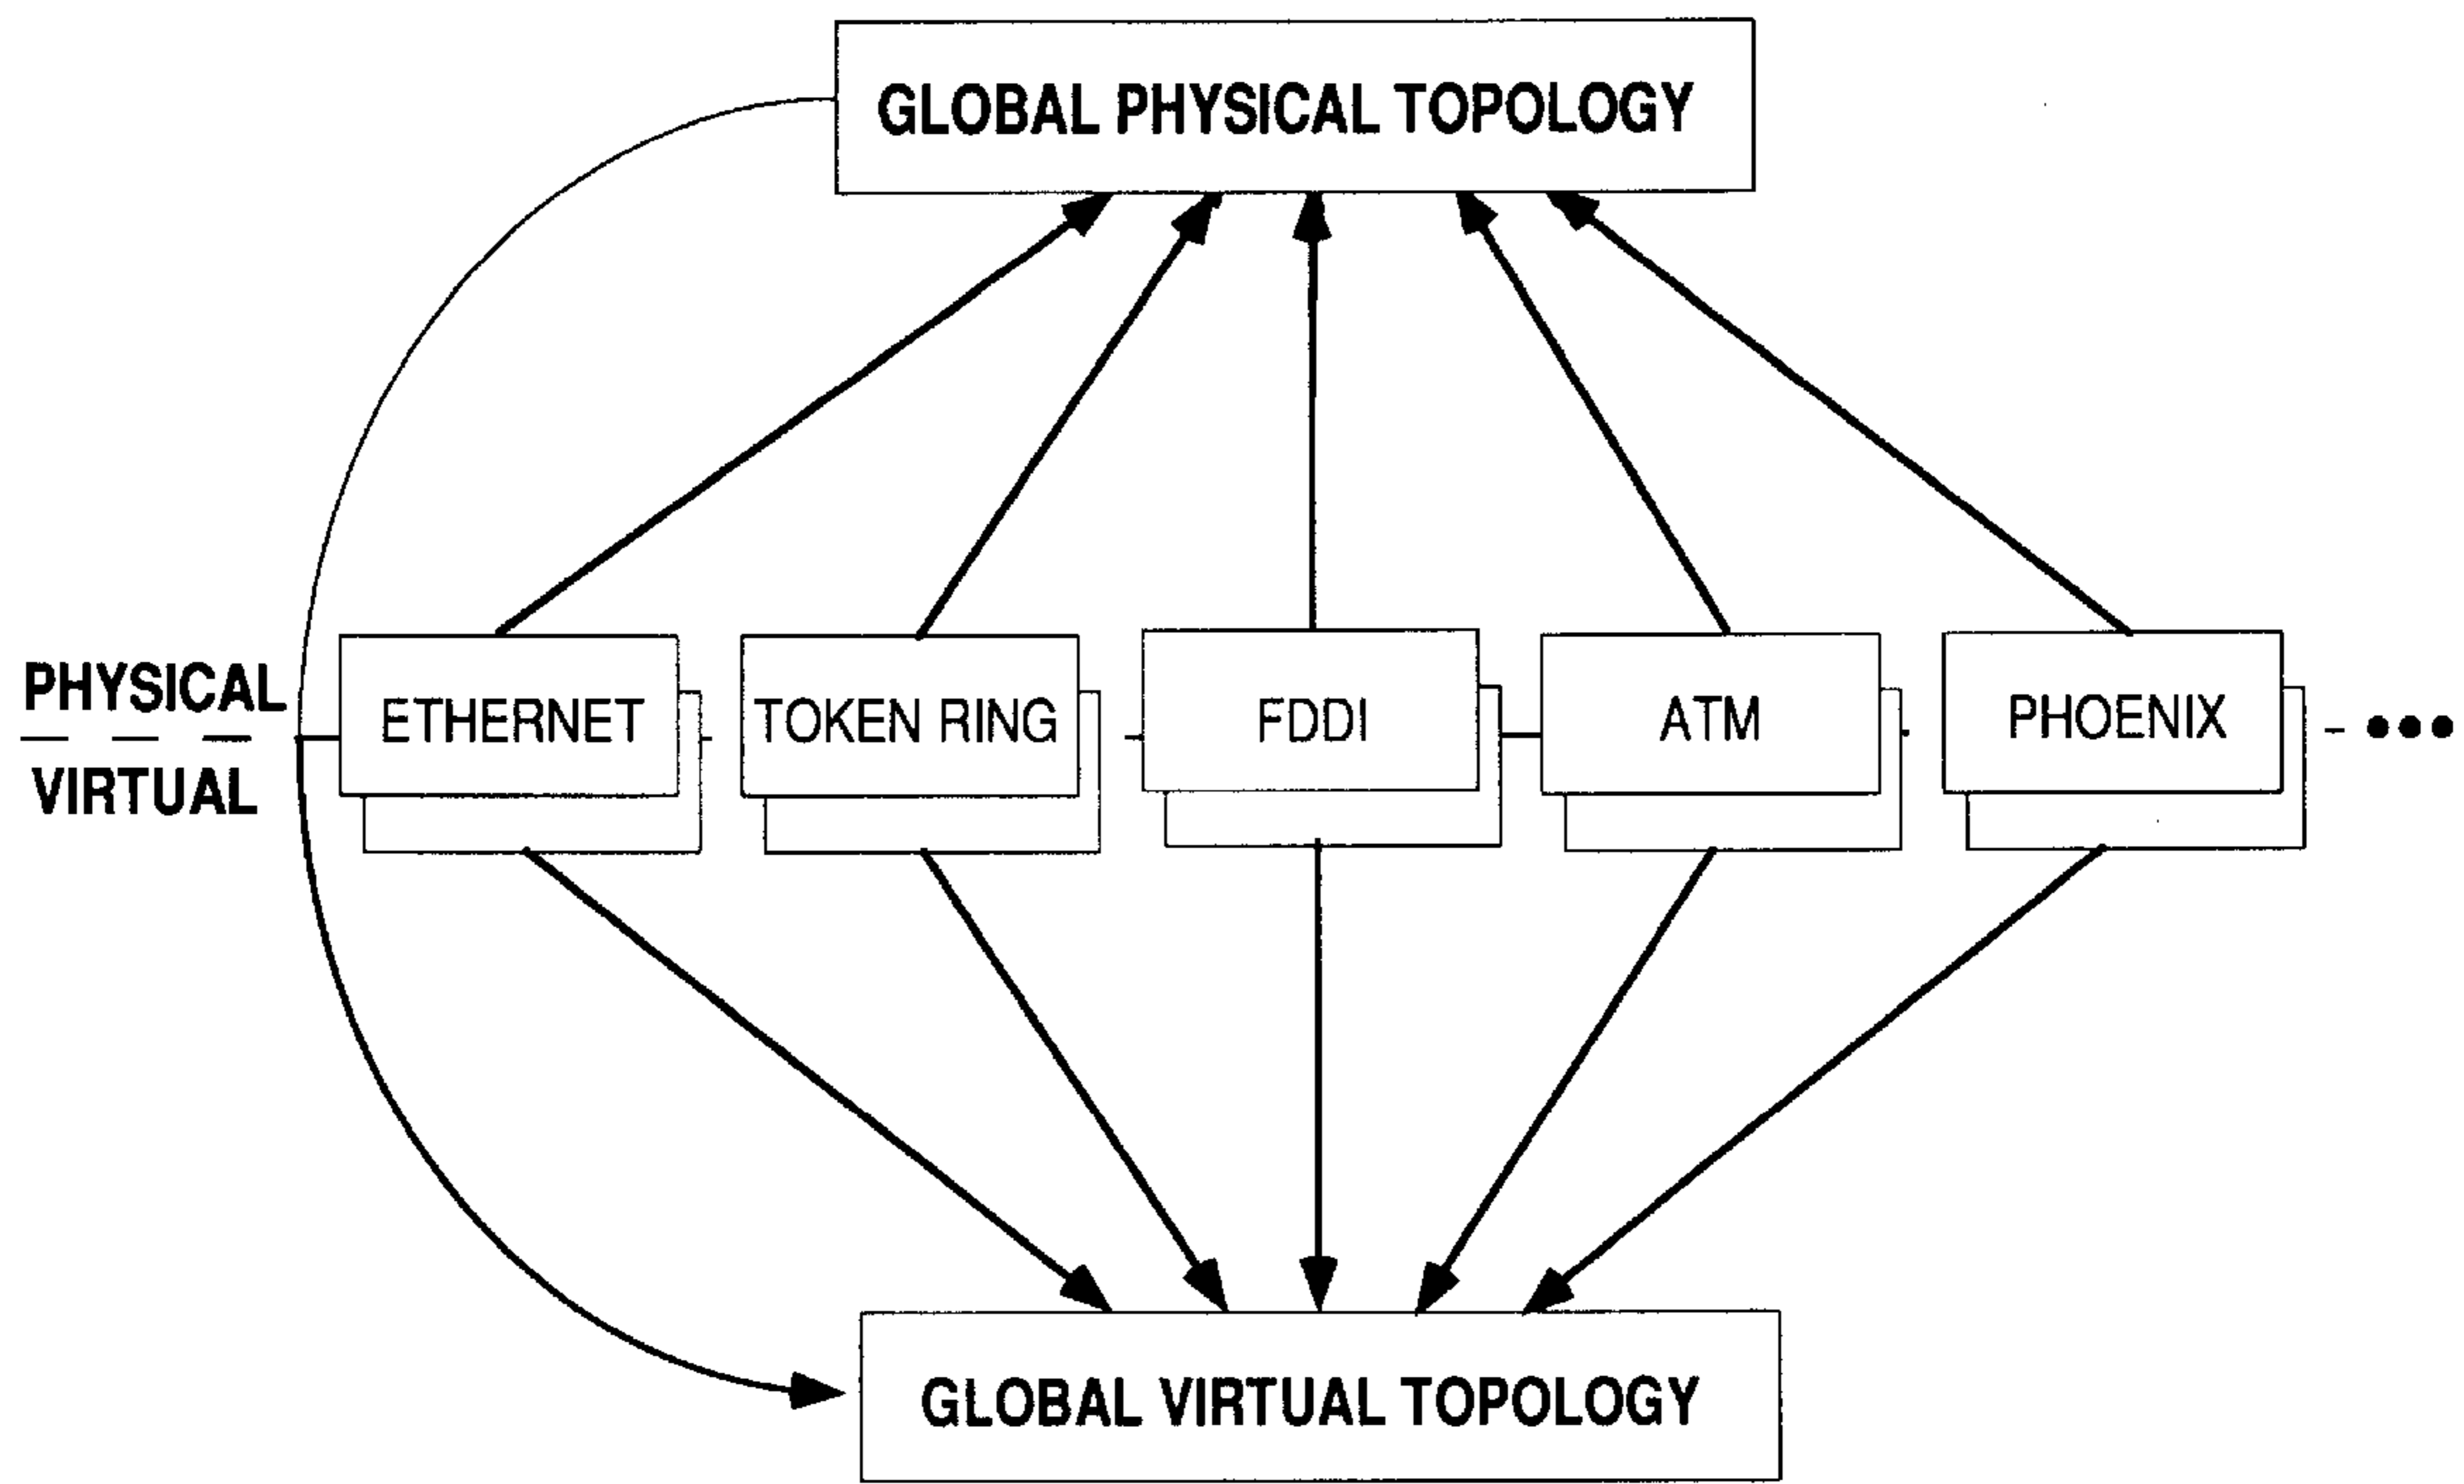 GLOBAL PHYSICAL TOPOLOGY
PHYSICAL
VIRTUAL
ETHERNET
TOKEN RING
FDDI
ATM
PHOENIX
GLOBAL VIRTUAL TOPOLOGY